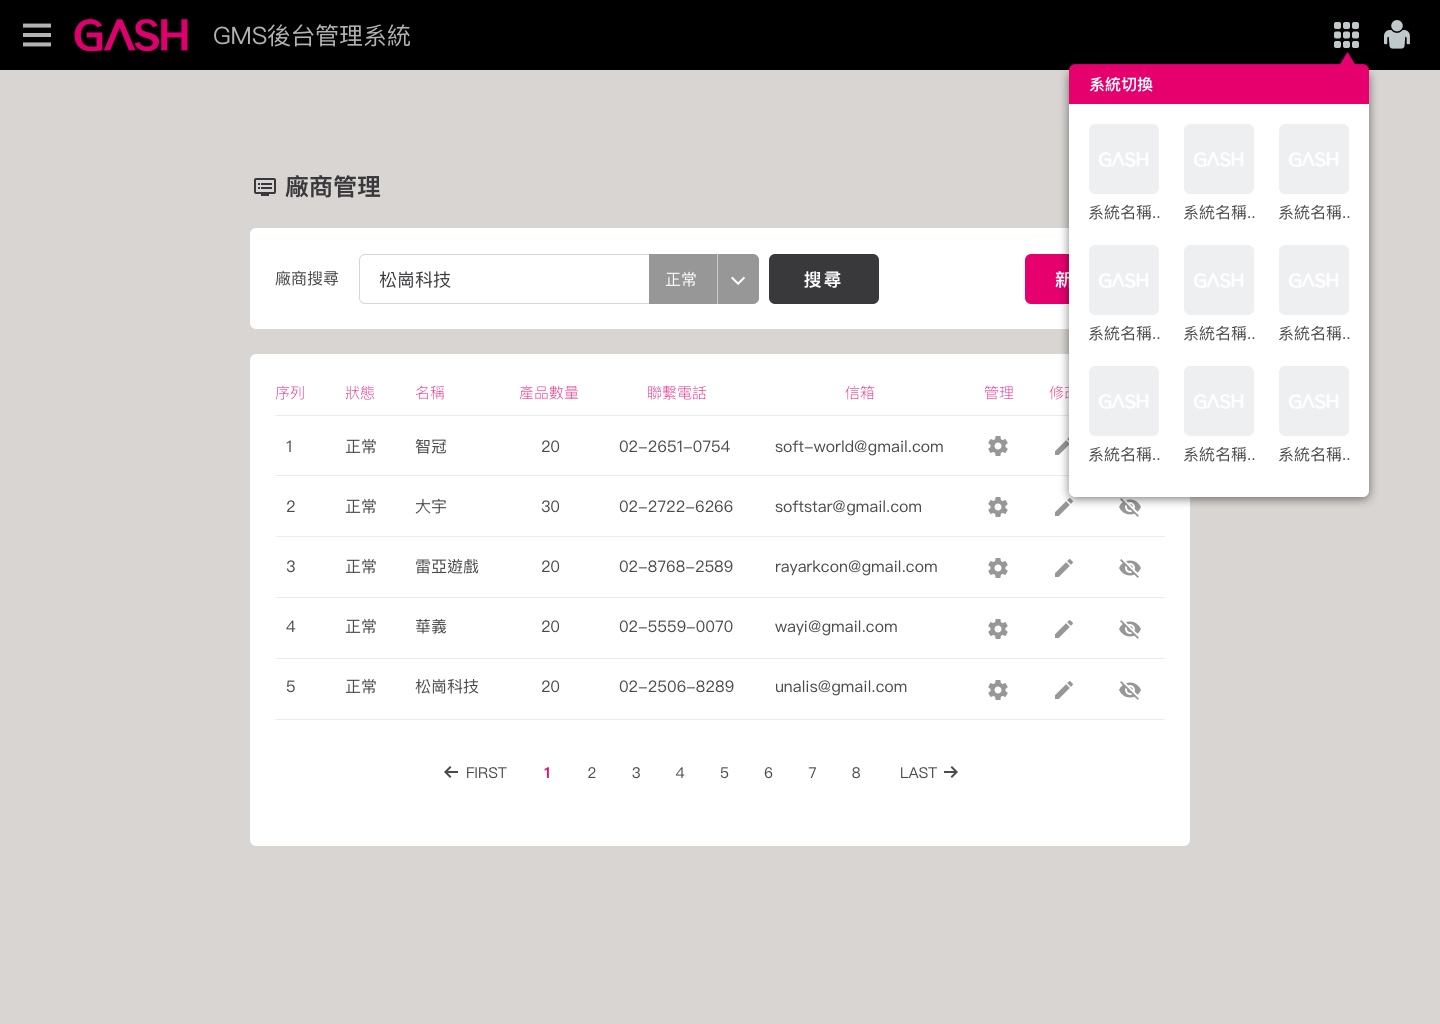 GASH GMS後台管理系統
系統切換
GASH GASH GASH
系統名稱.. 系統名稱.. 系統名稱..
GASH GASH GASH
系統名稱.. 系統名稱.. 系統名稱..
GASH GASH GASH
系統名稱.. 系統名稱.. 系統名稱..
廠商管理
廠商搜尋 松崗科技 正常 搜尋 新
序列 狀態 名稱 產品數量 聯繫電話 信箱 管理 修
1 正常 智冠 20 02-2651-0754 soft-world@gmail.com
2 正常 大宇 30 02-2722-6266 softstar@gmail.com
3 正常 雷亞遊戲 20 02-8768-2589 rayarkcon@gmail.com
4 正常 華義 20 02-5559-0070 wayi@gmail.com
5 正常 松崗科技 20 02-2506-8289 unalis@gmail.com
FIRST 1 2 3 4 5 6 7 8 LAST